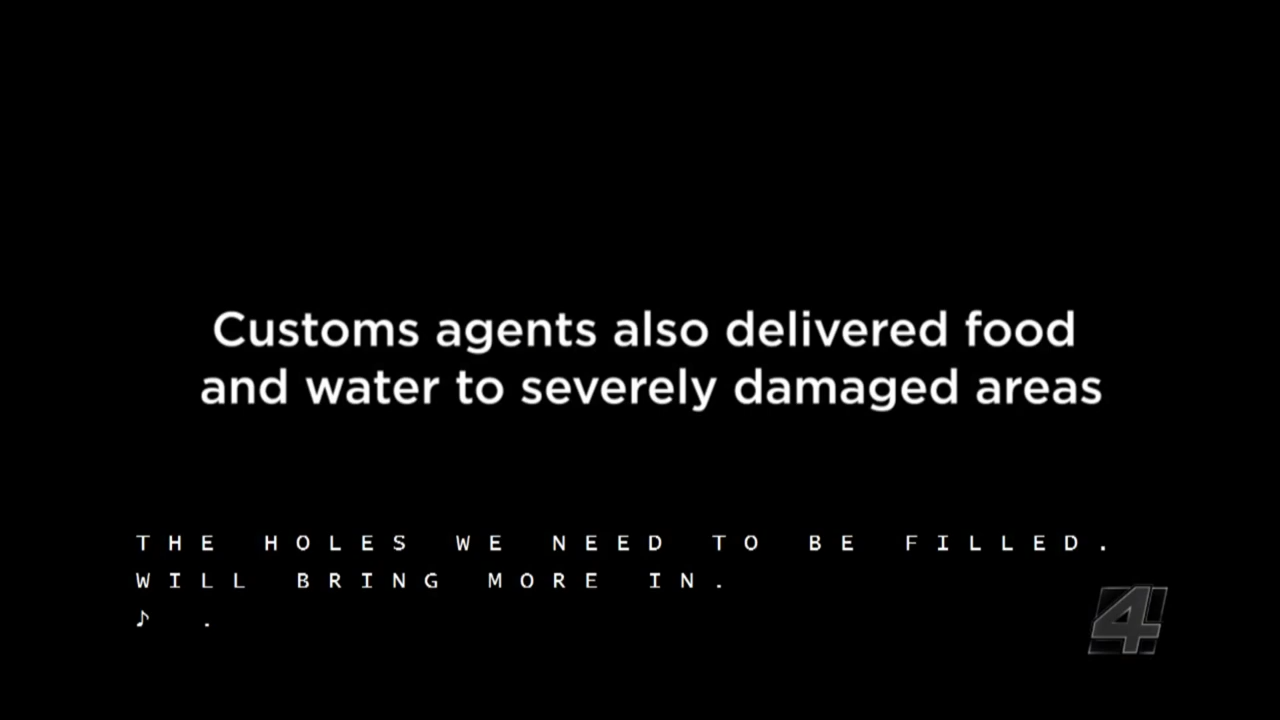 Customs agents also delivered food
and water to severely damaged areas
THE HOLES WE NEED TO BE FILLED.
WILL BRING MORE IN.
♪ .
4